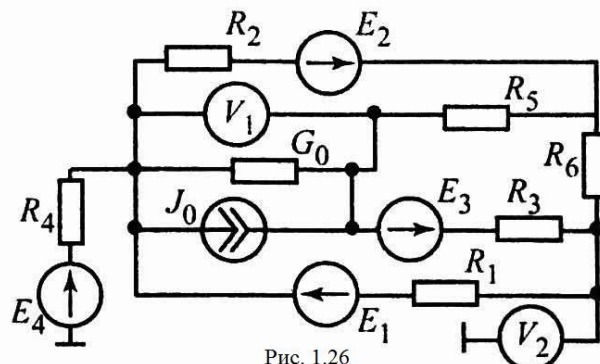 R₂
E₂
V₁
R₅
G₀
R₆
R₄
J₀
E₃
R₃
E₄
E₁
R₁
V₂
Рис. 1.26